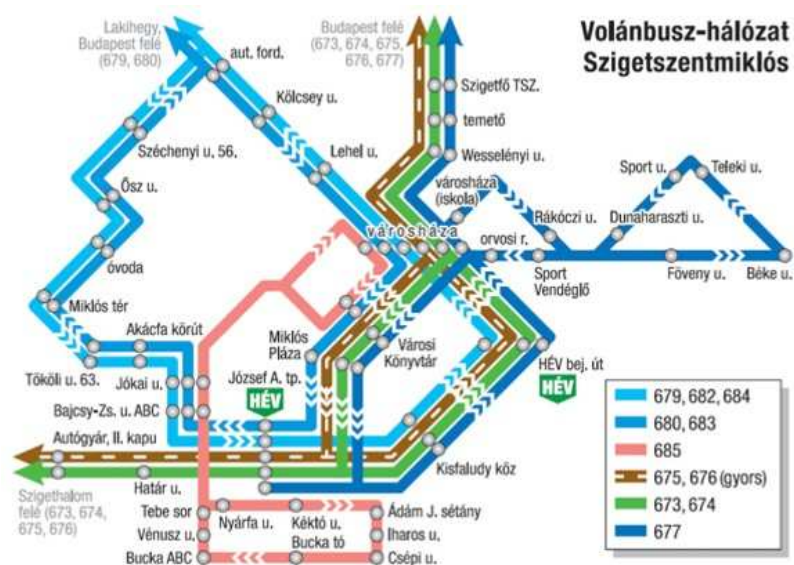 Volánbusz-hálózat
Szigetszentmiklós
Lakihegy,
Budapest felé
(679, 680)
Budapest felé
(673, 674, 675,
676, 677)
aut. ford.
Kölcsey u.
Lehel u.
Széchenyi u, 56.
Ősz u.
óvoda
Miklós tér
Akácfa körút
Tököli u. 63.
Jókai u.
Bajcsy-Zs. u. ABC
Autógyár, II. kapu
Szigethalom
felé (673, 674,
675, 676)
Határ u.
Szigetfő TSZ.
temető
Wesselényi u.
városháza
(iskola)
városháza
orvosi r.
Rákóczi u.
Sport
Vendéglő
Sport u.
Teleki u.
Dunaharaszti u.
Föveny u.
Béke u.
Miklós
Pláza
József A, tp.
HÉV
Városi
Könyvtár
HÉV bej. út
HÉV
Kisfaludy köz
Tebe sor
Vénusz u.
Bucka ABC
Nyárfa u.
Kéktó u.
Bucka tó
Ádám J. sétány
Iharos u.
Csépi u.
679, 682, 684
680, 683
685
675, 676 (gyors)
673, 674
677